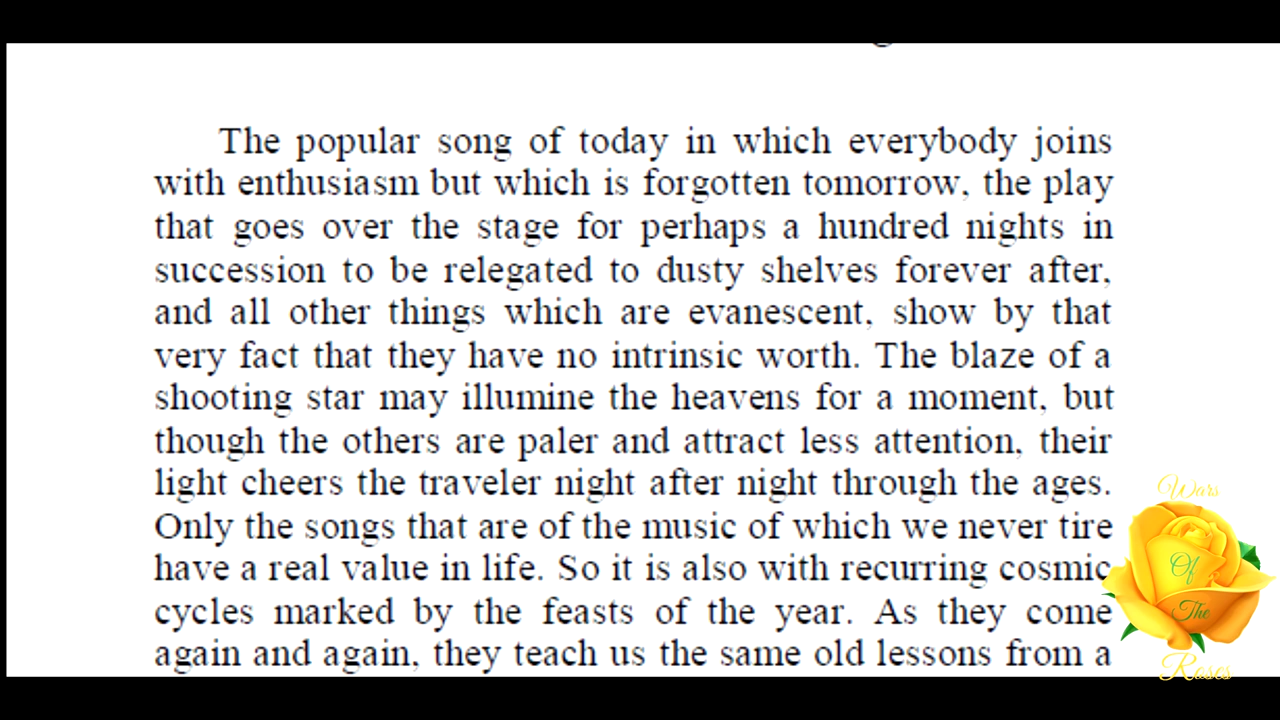 The popular song of today in which everybody joins
with enthusiasm but which is forgotten tomorrow, the play
that goes over the stage for perhaps a hundred nights in
succession to be relegated to dusty shelves forever after,
and all other things which are evanescent, show by that
very fact that they have no intrinsic worth. The blaze of a
shooting star may illumine the heavens for a moment, but
though the others are paler and attract less attention, their
light cheers the traveler night after night through the ages.
Only the songs that are of the music of which we never tire
have a real value in life. So it is also with recurring cosmic
cycles marked by the feasts of the year. As they come
again and again, they teach us the same old lessons from a
Wars
Of
The
Roses